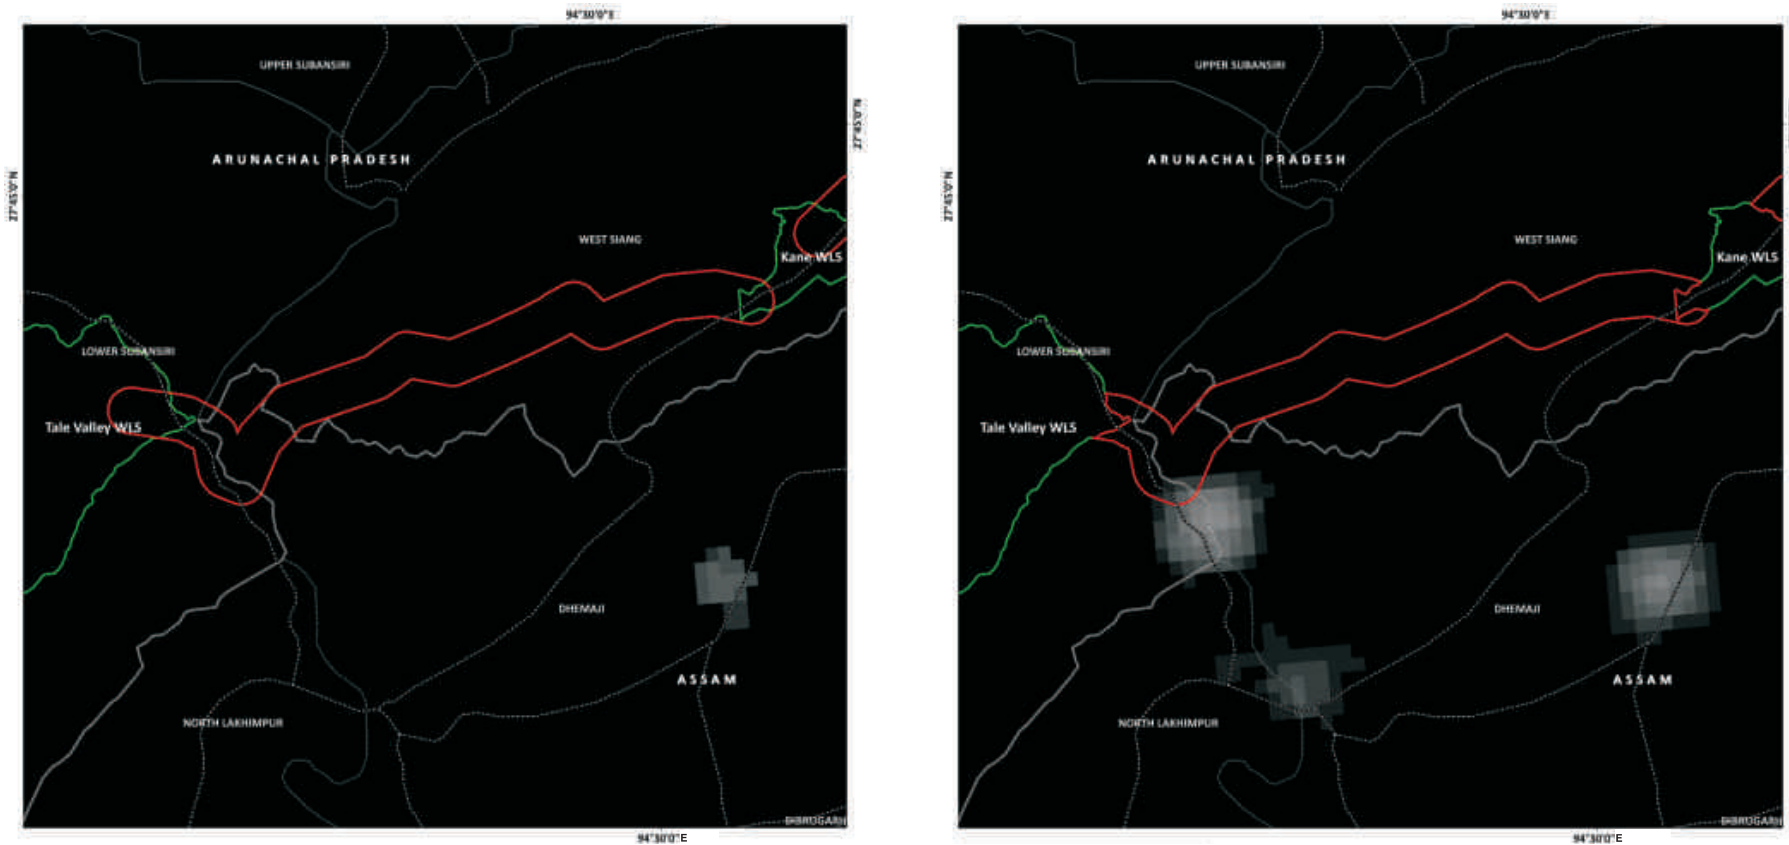 94°30'0"E
UPPER SUBANSIRI
27°45'0"N
ARUNACHAL PRADESH
27°45'0"N
WEST SIANG
Kane WLS
LOWER SUBANSIRI
Tale Valley WLS
DHEMAJI
ASSAM
NORTH LAKHIMPUR
DIBROGARH
94°30'0"E
94°30'0"E
UPPER SUBANSIRI
ARUNACHAL PRADESH
27°45'0"N
WEST SIANG
Kane WLS
LOWER SUBANSIRI
Tale Valley WLS
DHEMAJI
ASSAM
NORTH LAKHIMPUR
DIBROGARH
94°30'0"E